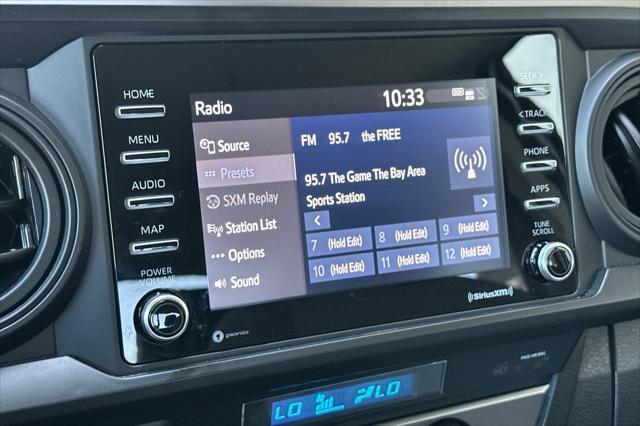 HOME
MENU
AUDIO
MAP
POWER
VOLUME
Radio
10:33
Source
Presets
SXM Replay
Station List
Options
Sound
FM 95.7 the FREE
95.7 The Game The Bay Area
Sports Station
7 (Hold Edit) 8 (Hold Edit) 9 (Hold Edit)
10 (Hold Edit) 11 (Hold Edit) 12 (Hold Edit)
SEEK >
< TRACK
PHONE
APPS
TUNE
SCROLL
gracenote
SiriusXM
PASS AIR BAG
LO LO